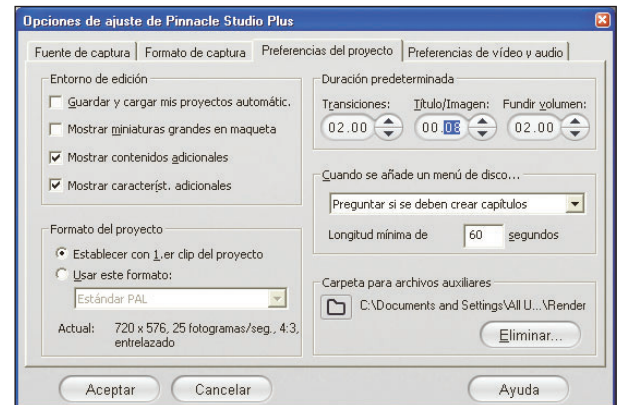 Opciones de ajuste de Pinnacle Studio Plus
Fuente de captura
Formato de captura
Preferencias del proyecto
Preferencias de vídeo y audio
Entorno de edición
Guardar y cargar mis proyectos automátic.
Mostrar miniaturas grandes en maqueta
Mostrar contenidos adicionales
Mostrar característ. adicionales
Formato del proyecto
Establecer con 1.er clip del proyecto
Usar este formato:
Estándar PAL
Actual: 720 x 576, 25 fotogramas/seg., 4:3,
entrelazado
Duración predeterminada
Transiciones: Título/Imagen: Fundir volumen:
02.00 00.08 02.00
Cuando se añade un menú de disco...
Preguntar si se deben crear capítulos
Longitud mínima de 60 segundos
Carpeta para archivos auxiliares
C:\Documents and Settings\All U...\Render
Eliminar...
Aceptar Cancelar Ayuda